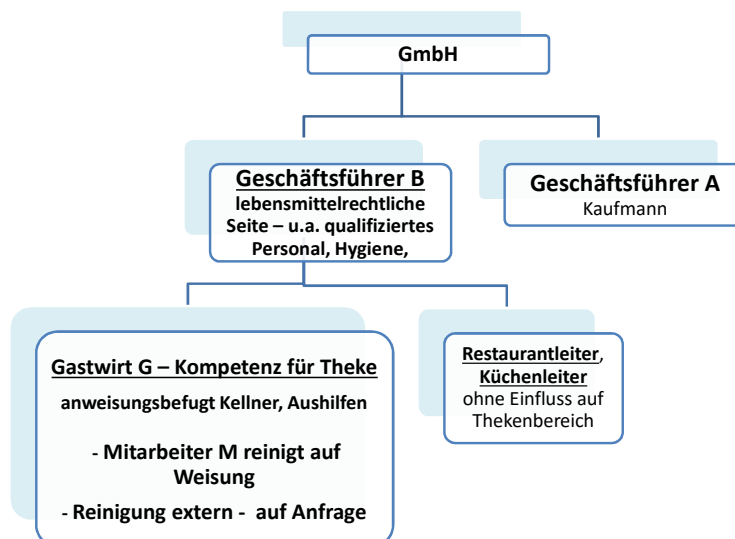 GmbH
Geschäftsführer B
lebensmittelrechtliche
Seite – u.a. qualifiziertes
Personal, Hygiene,
Geschäftsführer A
Kaufmann
Gastwirt G – Kompetenz für Theke
anweisungsbefugt Kellner, Aushilfen
- Mitarbeiter M reinigt auf
Weisung
- Reinigung extern - auf Anfrage
Restaurantleiter,
Küchenleiter
ohne Einfluss auf
Thekenbereich